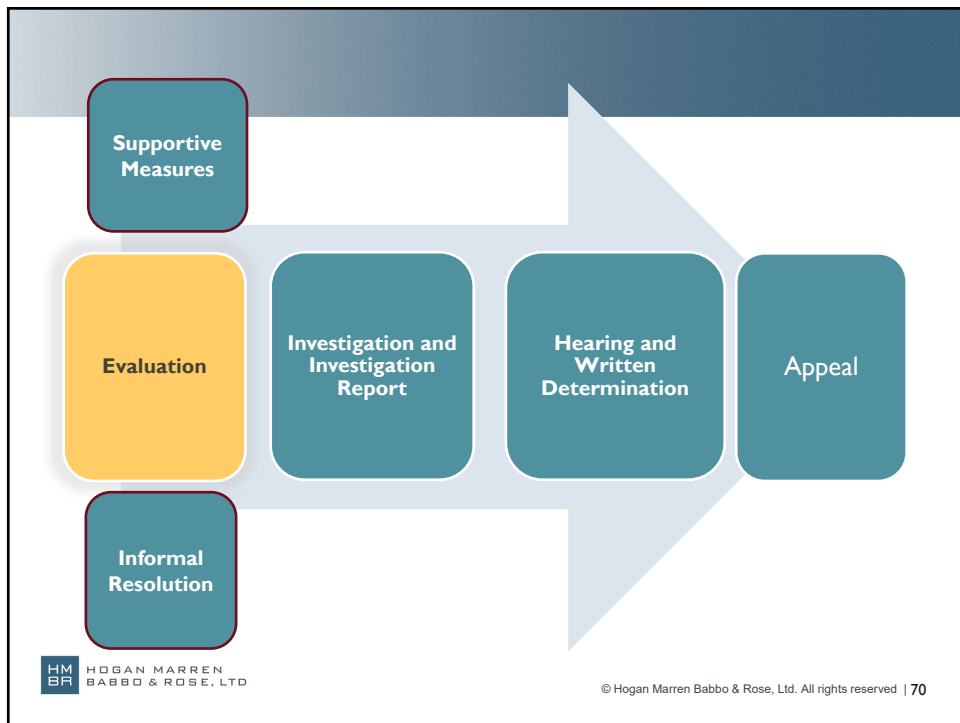 Supportive
Measures
Evaluation
Investigation and
Investigation
Report
Hearing and
Written
Determination
Appeal
Informal
Resolution
HM
BR
HOGAN MARREN
BABBO & ROSE, LTD
© Hogan Marren Babbo & Rose, Ltd. All rights reserved | 70